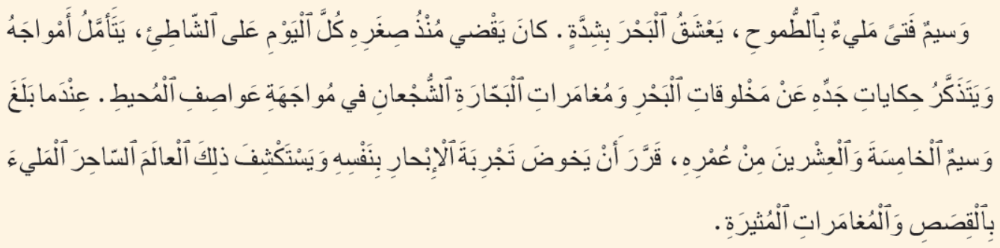 وَسيمٌ فَتىً مَليءٌ بِٱلطُّموحِ، يَعْشَقُ ٱلْبَحْرَ بِشِدَّةٍ. كانَ يَقْضي مُنْذُ صِغَرِهِ كُلَّ ٱلْيَوْمِ عَلى ٱلشّاطِئِ، يَتَأَمَّلُ أَمْواجَهُ
وَيَتَذَكَّرُ حِكاياتِ جَدِّهِ عَنْ مَخْلوقاتِ ٱلْبَحْرِ وَمُغامَراتِ ٱلْبَحّارَةِ ٱلشُّجْعانِ في مُواجَهَةِ عَواصِفِ ٱلْمُحيطِ. عِنْدَما بَلَغَ
وَسيمٌ ٱلْخامِسَةَ وَٱلْعِشْرينَ مِنْ عُمْرِهِ، قَرَّرَ أَنْ يَخوضَ تَجْرِبَةَ ٱلْإِبْحارِ بِنَفْسِهِ وَيَسْتَكْشِفَ ذلِكَ ٱلْعالَمَ ٱلسّاحِرَ ٱلْمَليءَ
بِٱلْقِصَصِ وَٱلْمُغامَراتِ ٱلْمُثيرَةِ.